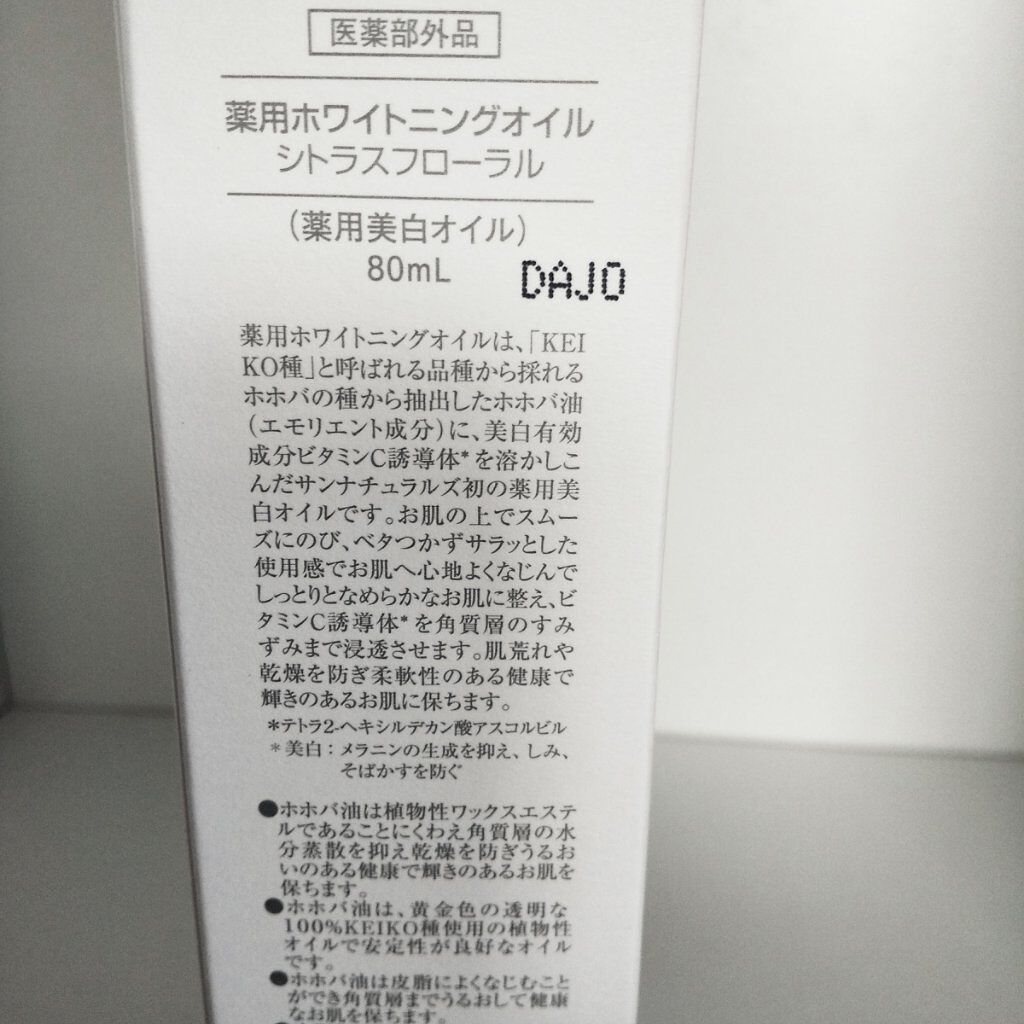 医薬部外品
薬用ホワイトニングオイル
シトラスフローラル
（薬用美白オイル）
80mL
DAJO
薬用ホワイトニングオイルは、「KEI
KO種」と呼ばれる品種から採れる
ホホバの種から抽出したホホバ油
（エモリエント成分）に、美白有効
成分ビタミンC誘導体*を溶かしこ
んだサンナチュラルズ初の薬用美
白オイルです。お肌の上でスムー
ズにのび、ベタつかずサラッとした
使用感でお肌へ心地よくなじんで
しっとりとなめらかなお肌に整え、ビ
タミンC誘導体*を角質層のすみ
ずみまで浸透させます。肌荒れや
乾燥を防ぎ柔軟性のある健康で
輝きのあるお肌に保ちます。
*テトラ2-ヘキシルデカン酸アスコルビル
*美白：メラニンの生成を抑え、しみ、
そばかすを防ぐ
●ホホバ油は植物性ワックスエステ
ルであることにくわえ角質層の水
分蒸散を抑え乾燥を防ぎうるお
いのある健康で輝きのあるお肌を
保ちます。
●ホホバ油は、黄金色の透明な
100%KEIKO種使用の植物性
オイルで安定性が良好なオイル
です。
●ホホバ油は皮脂によくなじむこと
ができ角質層までうるおして健康
なお肌を保ちます。